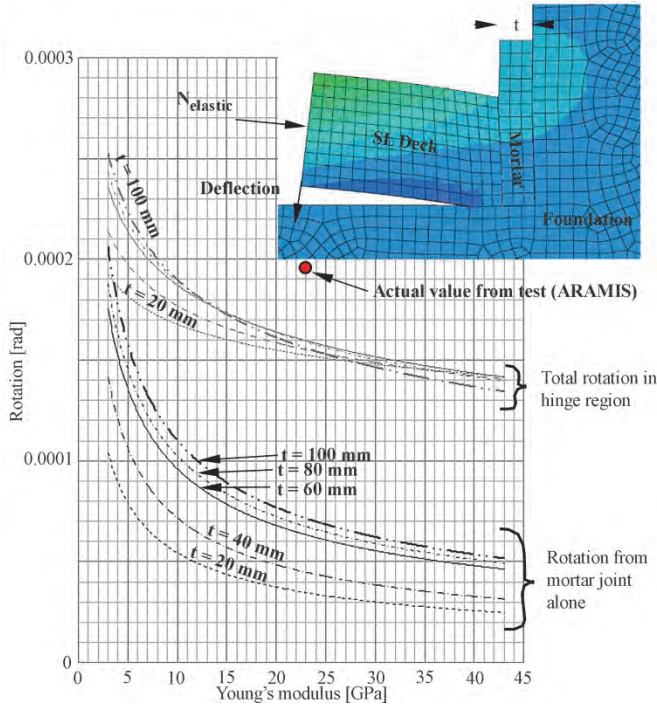 0.0003
0.0002
0.0001
0
Rotation [rad]
t
N elastic
SL Deck
Mortar
Deflection
Foundation
Actual value from test (ARAMIS)
t = 100 mm
t = 20 mm
Total rotation in
hinge region
t = 100 mm
t = 80 mm
t = 60 mm
t = 40 mm
t = 20 mm
Rotation from
mortar joint
alone
0 5 10 15 20 25 30 35 40 45
Young's modulus [GPa]